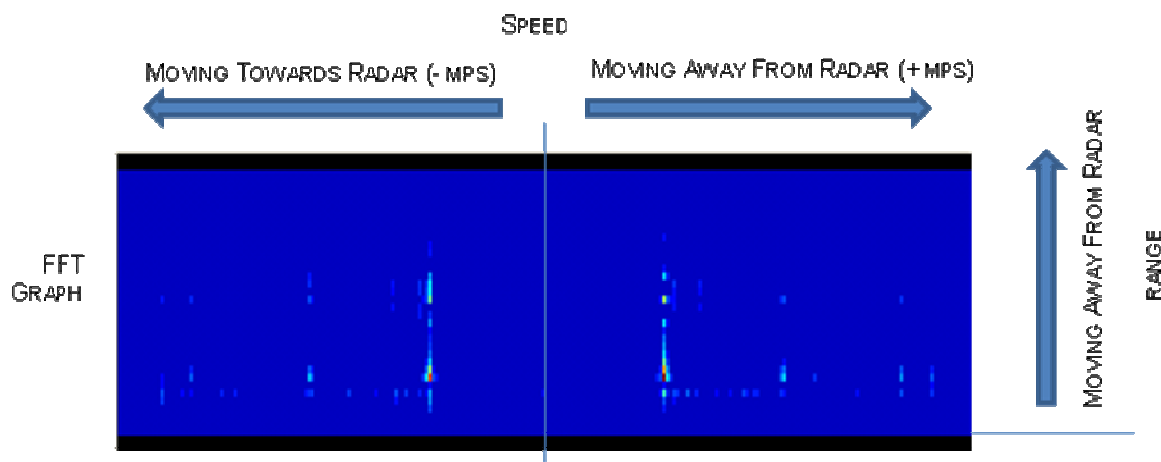 SPEED
MOVING TOWARDS RADAR (- MPS)
MOVING AWAY FROM RADAR (+ MPS)
FFT
GRAPH
MOVING AWAY FROM RADAR
RANGE